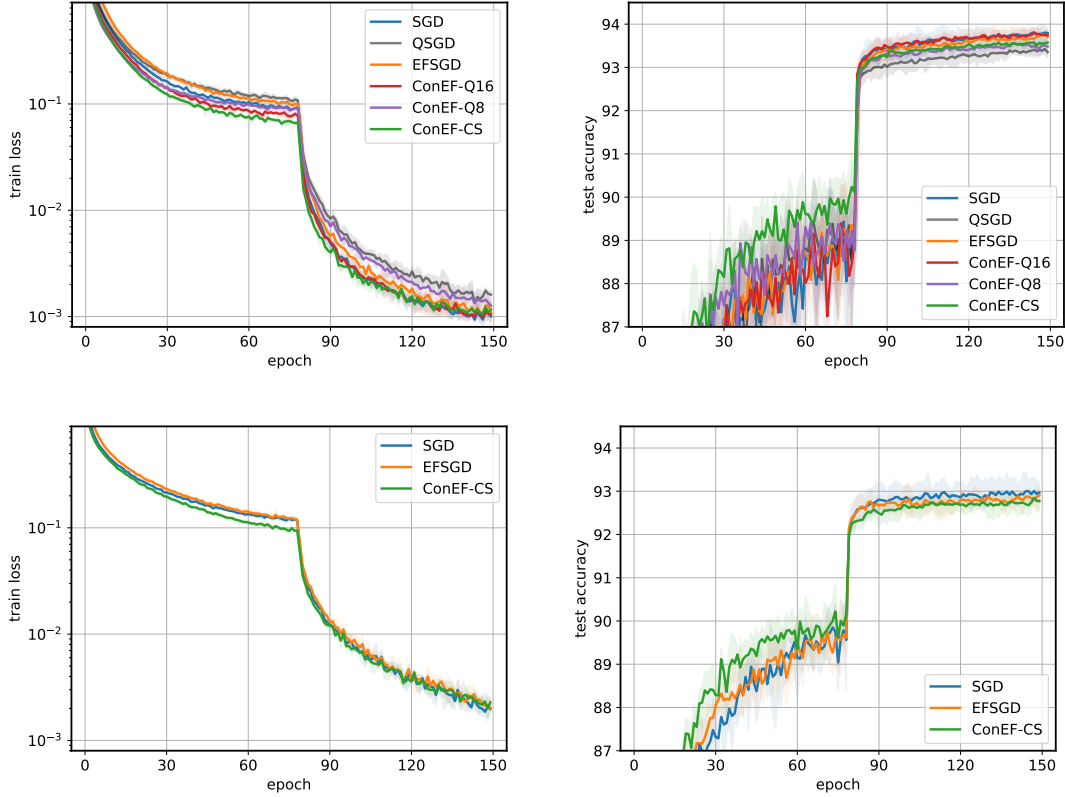 train loss
10⁻¹
10⁻²
10⁻³
0 30 60 90 120 150
epoch
SGD
QSGD
EFSGD
ConEF-Q16
ConEF-Q8
ConEF-CS
test accuracy
94
93
92
91
90
89
88
87
0 30 60 90 120 150
epoch
SGD
QSGD
EFSGD
ConEF-Q16
ConEF-Q8
ConEF-CS
train loss
10⁻¹
10⁻²
10⁻³
0 30 60 90 120 150
epoch
SGD
EFSGD
ConEF-CS
test accuracy
94
93
92
91
90
89
88
87
0 30 60 90 120 150
epoch
SGD
EFSGD
ConEF-CS